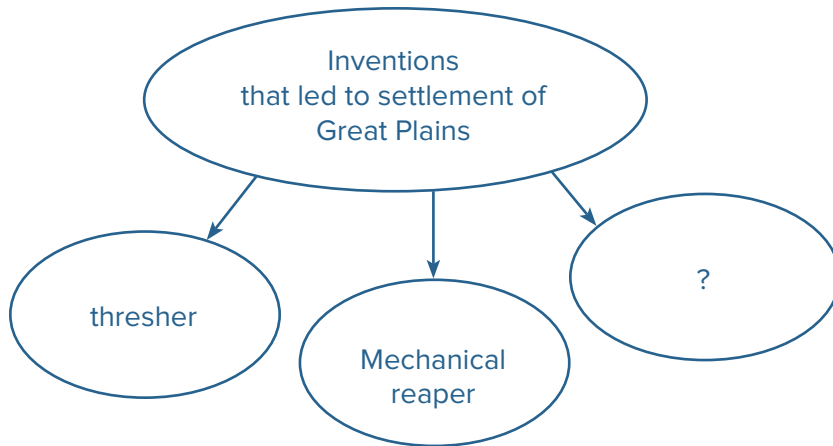 Inventions
that led to settlement of
Great Plains
thresher
Mechanical
reaper
?